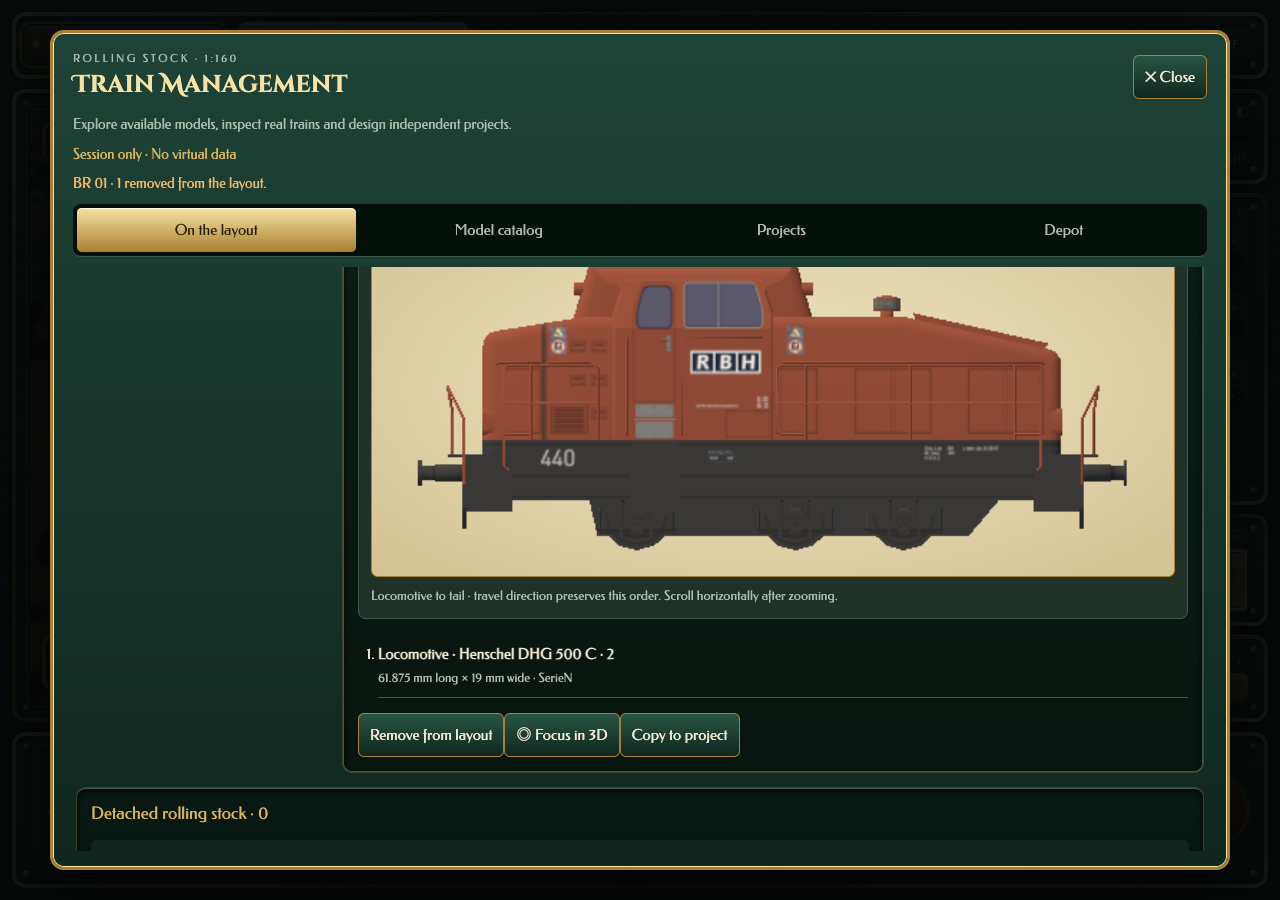 ROLLING STOCK · 1:160
Train Management
× Close
Explore available models, inspect real trains and design independent projects.
Session only · No virtual data
BR 01 · 1 removed from the layout.
On the layout
Model catalog
Projects
Depot
RBH
440
Locomotive to tail · travel direction preserves this order. Scroll horizontally after zooming.
1. Locomotive · Henschel DHG 500 C · 2
61.875 mm long × 19 mm wide · SerieN
Remove from layout
◎ Focus in 3D
Copy to project
Detached rolling stock · 0